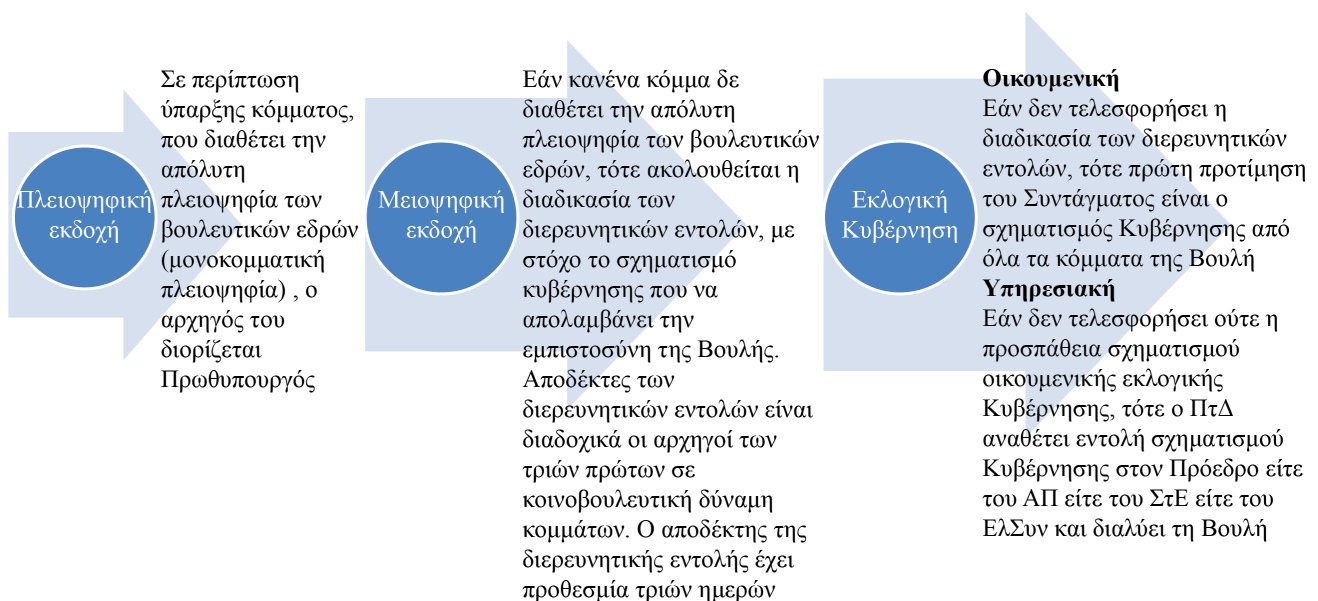 Πλειοψηφική
εκδοχή
Σε περίπτωση
ύπαρξης κόμματος,
που διαθέτει την
απόλυτη
πλειοψηφία των
βουλευτικών εδρών
(μονοκομματική
πλειοψηφία) , ο
αρχηγός του
διορίζεται
Πρωθυπουργός
Μειοψηφική
εκδοχή
Εάν κανένα κόμμα δε
διαθέτει την απόλυτη
πλειοψηφία των βουλευτικών
εδρών, τότε ακολουθείται η
διαδικασία των
διερευνητικών εντολών, με
στόχο το σχηματισμό
κυβέρνησης που να
απολαμβάνει την
εμπιστοσύνη της Βουλής.
Αποδέκτες των
διερευνητικών εντολών είναι
διαδοχικά οι αρχηγοί των
τριών πρώτων σε
κοινοβουλευτική δύναμη
κομμάτων. Ο αποδέκτης της
διερευνητικής εντολής έχει
προθεσμία τριών ημερών
Εκλογική
Κυβέρνηση
Οικουμενική
Εάν δεν τελεσφορήσει η
διαδικασία των διερευνητικών
εντολών, τότε πρώτη προτίμηση
του Συντάγματος είναι ο
σχηματισμός Κυβέρνησης από
όλα τα κόμματα της Βουλή
Υπηρεσιακή
Εάν δεν τελεσφορήσει ούτε η
προσπάθεια σχηματισμού
οικουμενικής εκλογικής
Κυβέρνησης, τότε ο ΠτΔ
αναθέτει εντολή σχηματισμού
Κυβέρνησης στον Πρόεδρο είτε
του ΑΠ είτε του ΣτΕ είτε του
ΕλΣυν και διαλύει τη Βουλή